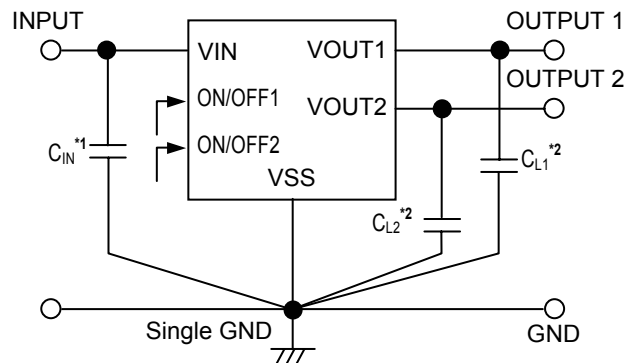 INPUT
OUTPUT 1
VIN
VOUT1
OUTPUT 2
ON/OFF1
VOUT2
ON/OFF2
CIN*1
VSS
CL1*2
CL2*2
Single GND
GND